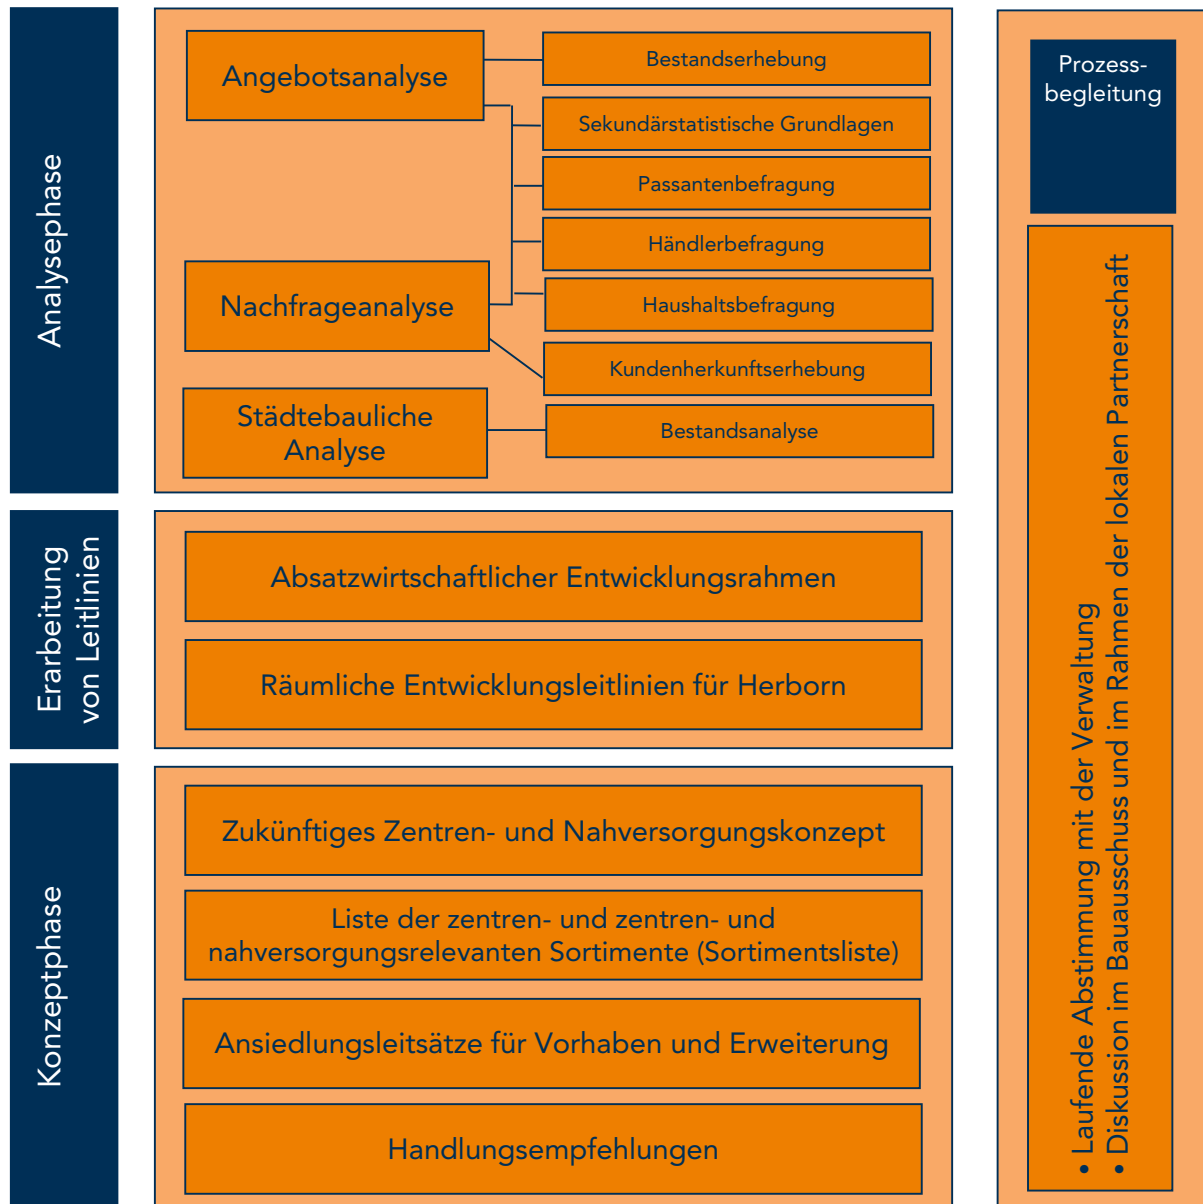 Analysephase
Angebotsanalyse
Bestandserhebung
Sekundärstatistische Grundlagen
Passantenbefragung
Händlerbefragung
Nachfrageanalyse
Haushaltsbefragung
Kundenherkunftserhebung
Städtebauliche
Analyse
Bestandsanalyse
Erarbeitung
von Leitlinien
Absatzwirtschaftlicher Entwicklungsrahmen
Räumliche Entwicklungsleitlinien für Herborn
Konzeptphase
Zukünftiges Zentren- und Nahversorgungskonzept
Liste der zentren- und zentren- und
nahversorgungsrelevanten Sortimente (Sortimentsliste)
Ansiedlungsleitsätze für Vorhaben und Erweiterung
Handlungsempfehlungen
Prozess-
begleitung
• Laufende Abstimmung mit der Verwaltung
• Diskussion im Bauausschuss und im Rahmen der lokalen Partnerschaft